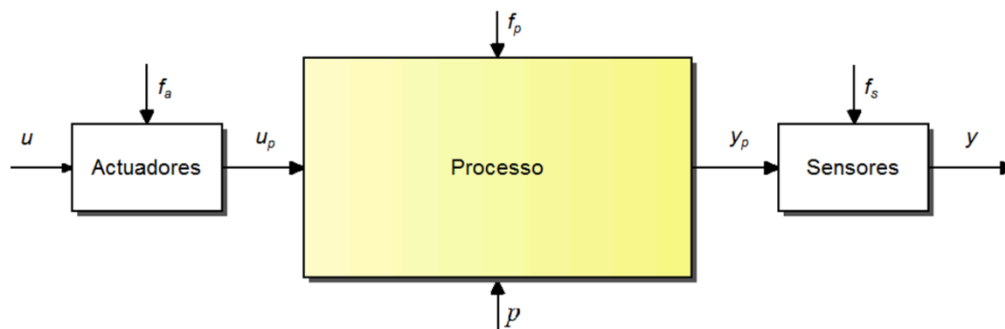 f_p
f_a
f_s
u
u_p
y_p
y
Actuadores
Processo
Sensores
p